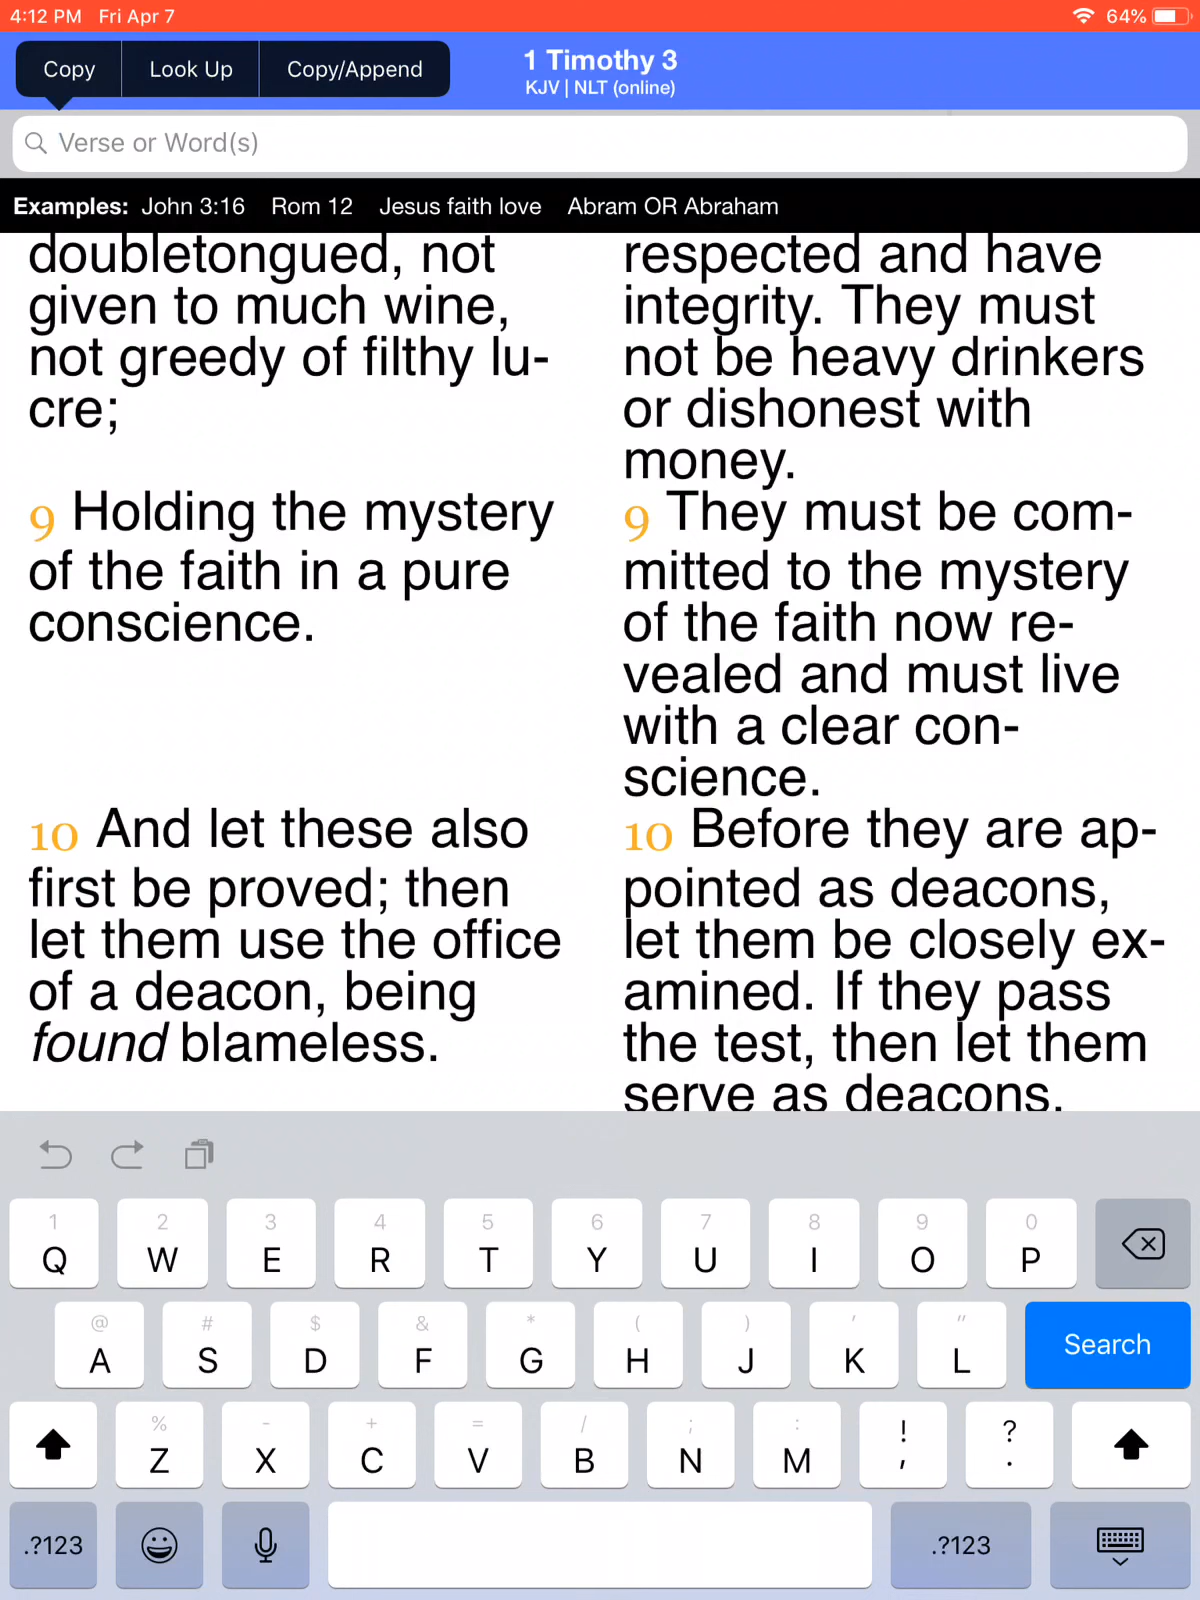 4:12 PM Fri Apr 7
64%
Copy
Look Up
Copy/Append
1 Timothy 3
KJV | NLT (online)
Verse or Word(s)
Examples: John 3:16 Rom 12 Jesus faith love Abram OR Abraham
doubletongued, not
given to much wine,
not greedy of filthy lu-
cre;
9 Holding the mystery
of the faith in a pure
conscience.
10 And let these also
first be proved; then
let them use the office
of a deacon, being
found blameless.
respected and have
integrity. They must
not be heavy drinkers
or dishonest with
money.
9 They must be com-
mitted to the mystery
of the faith now re-
vealed and must live
with a clear con-
science.
10 Before they are ap-
pointed as deacons,
let them be closely ex-
amined. If they pass
the test, then let them
serve as deacons.
1 2 3 4 5 6 7 8 9 0
Q W E R T Y U I O P
@ # $ & * ( ) ' "
A S D F G H J K L
Search
% - + = / ; : ! ?
Z X C V B N M , .
.?123
.?123